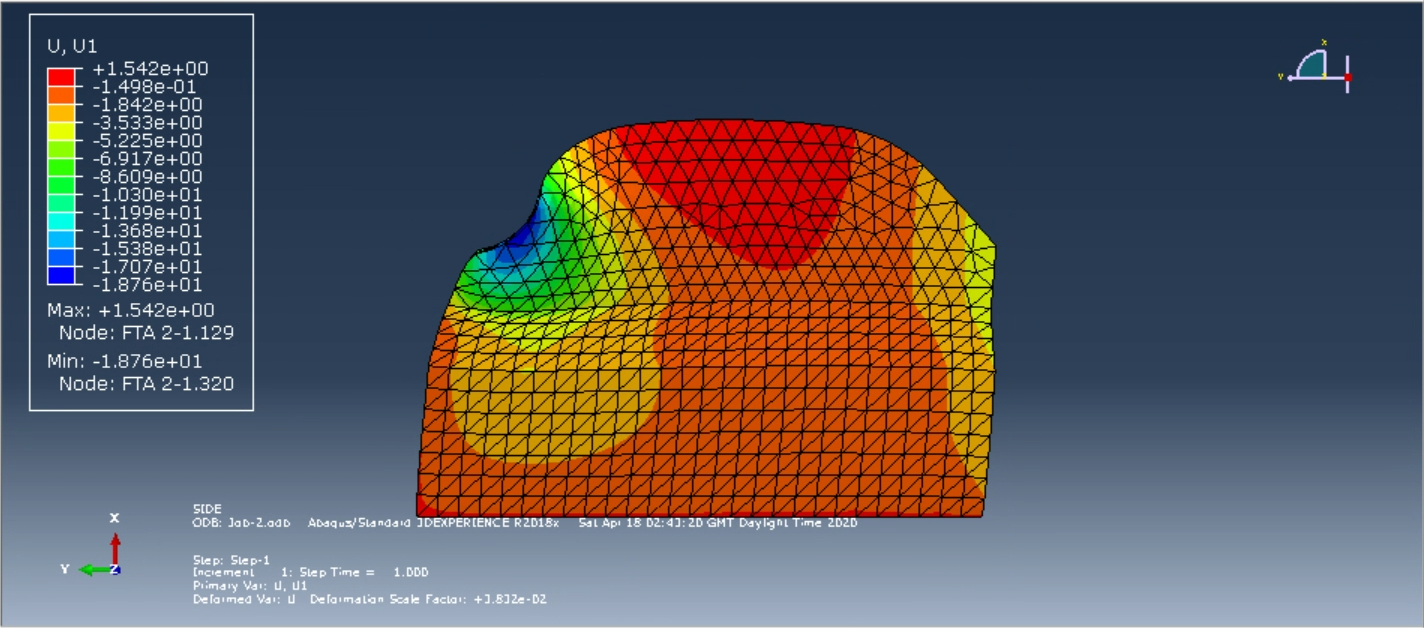 U, U1
+1.542e+00
-1.498e-01
-1.842e+00
-3.533e+00
-5.225e+00
-6.917e+00
-8.609e+00
-1.030e+01
-1.199e+01
-1.368e+01
-1.538e+01
-1.707e+01
-1.876e+01
Max: +1.542e+00
Node: FTA 2-1.129
Min: -1.876e+01
Node: FTA 2-1.320
X
Y
X
Y
Z
SIDE
ODB: Job-2.odb Abaqus/Standard 3DEXPERIENCE R2018x Sat Apr 18 02:43:20 GMT Daylight Time 2020
Step: Step-1
Increment 1: Step Time = 1.000
Primary Var: U, U1
Deformed Var: U Deformation Scale Factor: +3.832e-02